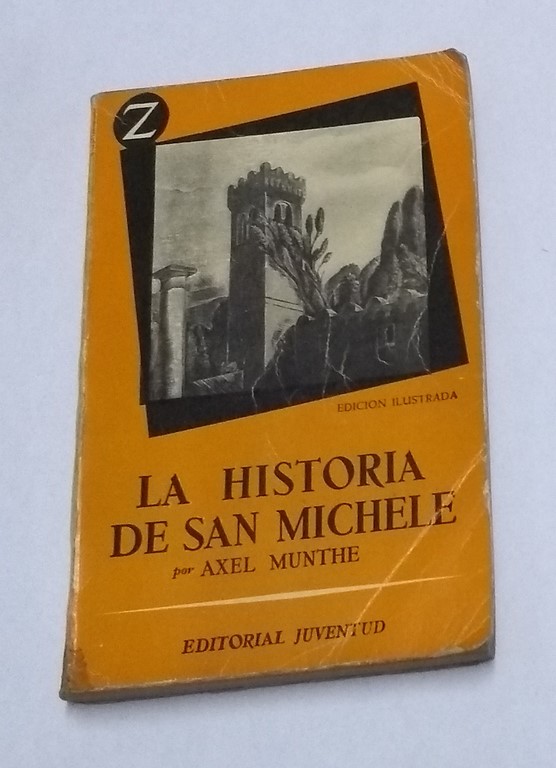 Z
EDICION ILUSTRADA
LA HISTORIA
DE SAN MICHELE
por AXEL MUNTHE
EDITORIAL JUVENTUD